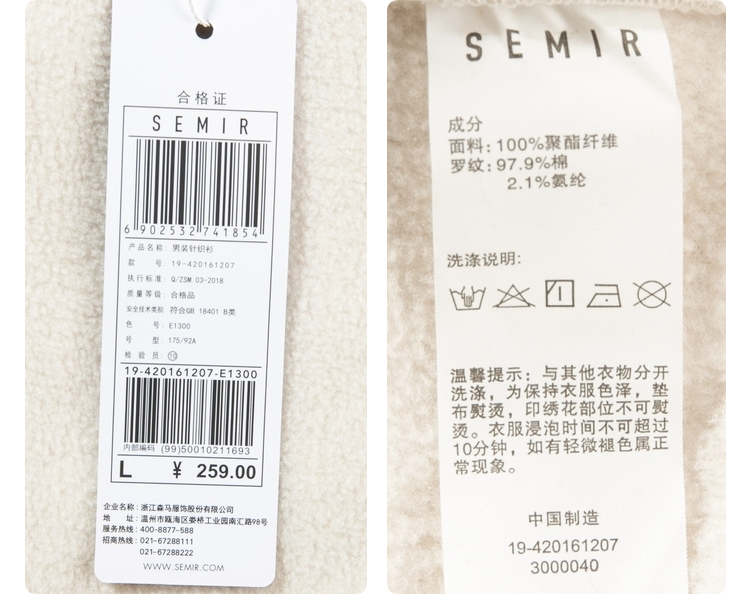 合格证
SEMIR
6 902532 741854
产品名称: 男装针织衫
款 号: 19-420161207
执行标准: Q/ZSM 03-2018
质量等级: 合格品
安全技术类别: 符合GB 18401 B类
色 号: E1300
号 型: 175/92A
检 验 员: ⑩
19-420161207-E1300
内部编码 (99)50010211693
L ¥ 259.00
企业名称: 浙江森马服饰股份有限公司
地 址: 温州市瓯海区娄桥工业园南汇路98号
服务热线: 400-8877-588
招商热线: 021-67288111
021-67288222
WWW.SEMIR.COM
SEMIR
成分
面料: 100%聚酯纤维
罗纹: 97.9%棉
2.1%氨纶
洗涤说明:
温馨提示: 与其他衣物分开
洗涤, 为保持衣服色泽, 垫
布熨烫, 印绣花部位不可熨
烫。衣服浸泡时间不可超过
10分钟, 如有轻微褪色属正
常现象。
中国制造
19-420161207
3000040